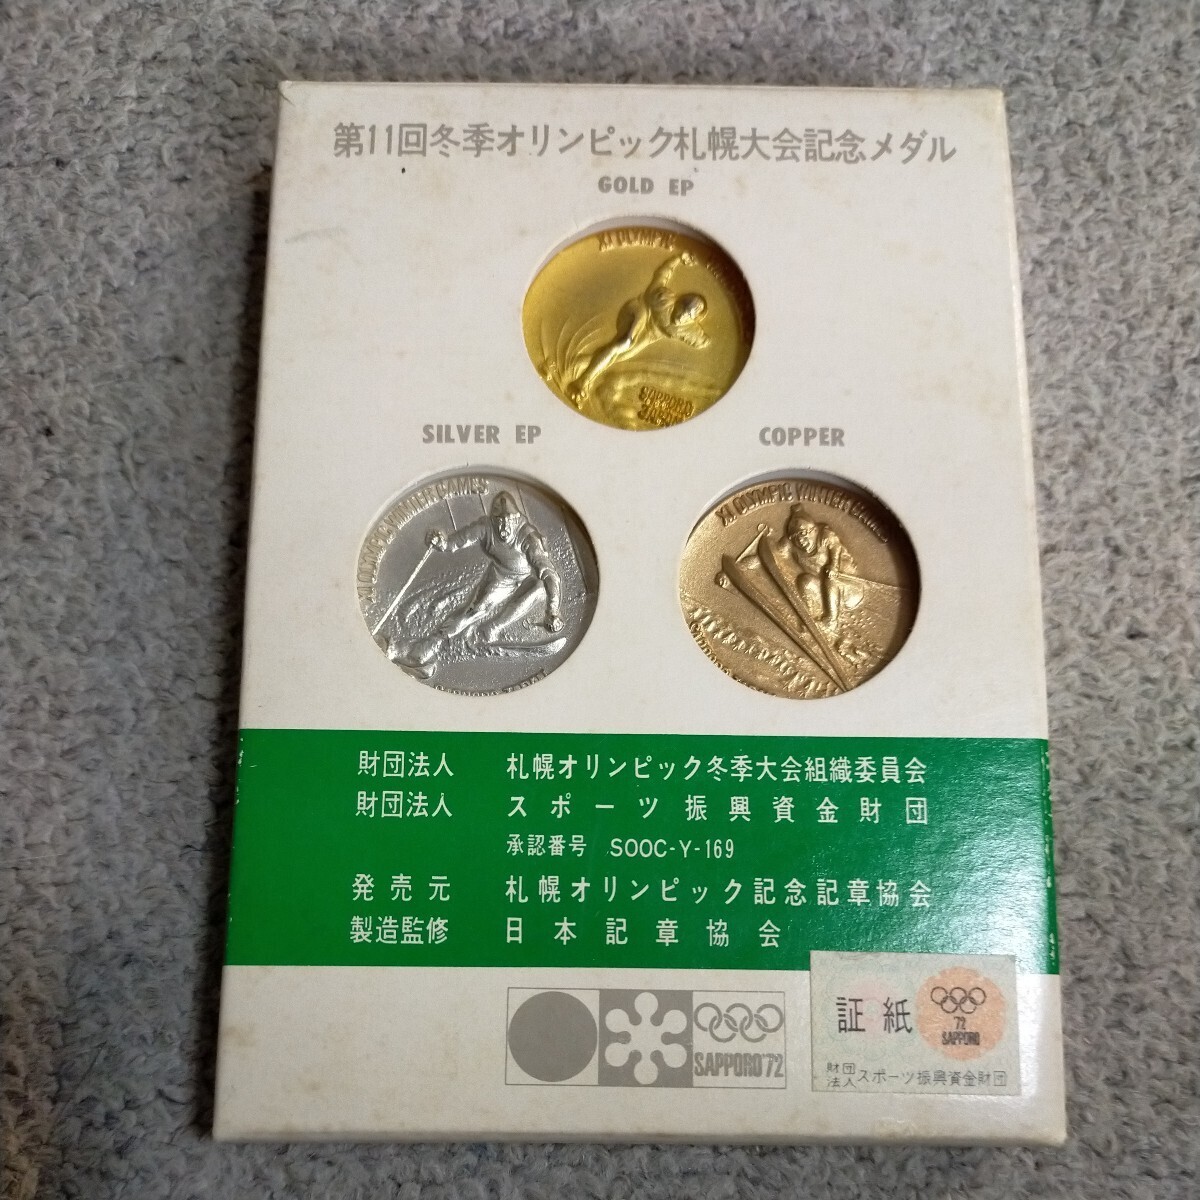 第11回冬季オリンピック札幌大会記念メダル
GOLD EP
XI OLYMPIC
SAPPORO
SILVER EP
COPPER
XI OLYMPIC WINTER GAMES
XI OLYMPIC WINTER GAMES
財団法人 札幌オリンピック冬季大会組織委員会
財団法人 スポーツ振興資金財団
承認番号 SOOC-Y-169
発売元 札幌オリンピック記念記章協会
製造監修 日本記章協会
SAPPORO'72
証紙
'72
SAPPORO
財団法人スポーツ振興資金財団